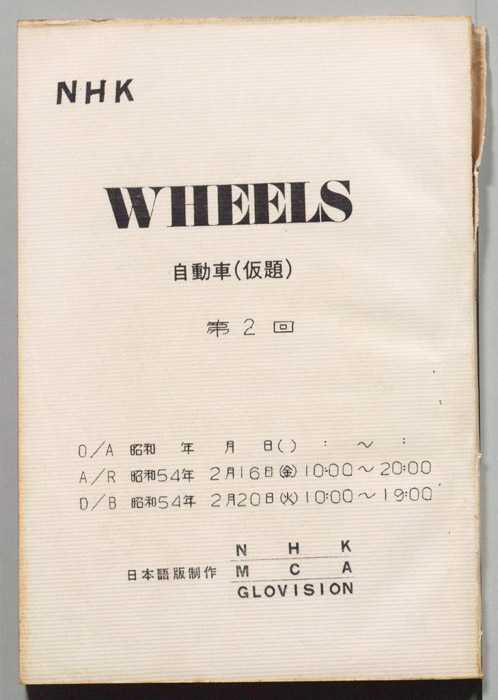 NHK
WHEELS
自動車(仮題)
第2回
O/A 昭和 年 月 日( ) : 〜 :
A/R 昭和54年 2月16日(金)10:00〜20:00
D/B 昭和54年 2月20日(火)10:00〜19:00
N H K
日本語版制作 M C A
GLOVISION